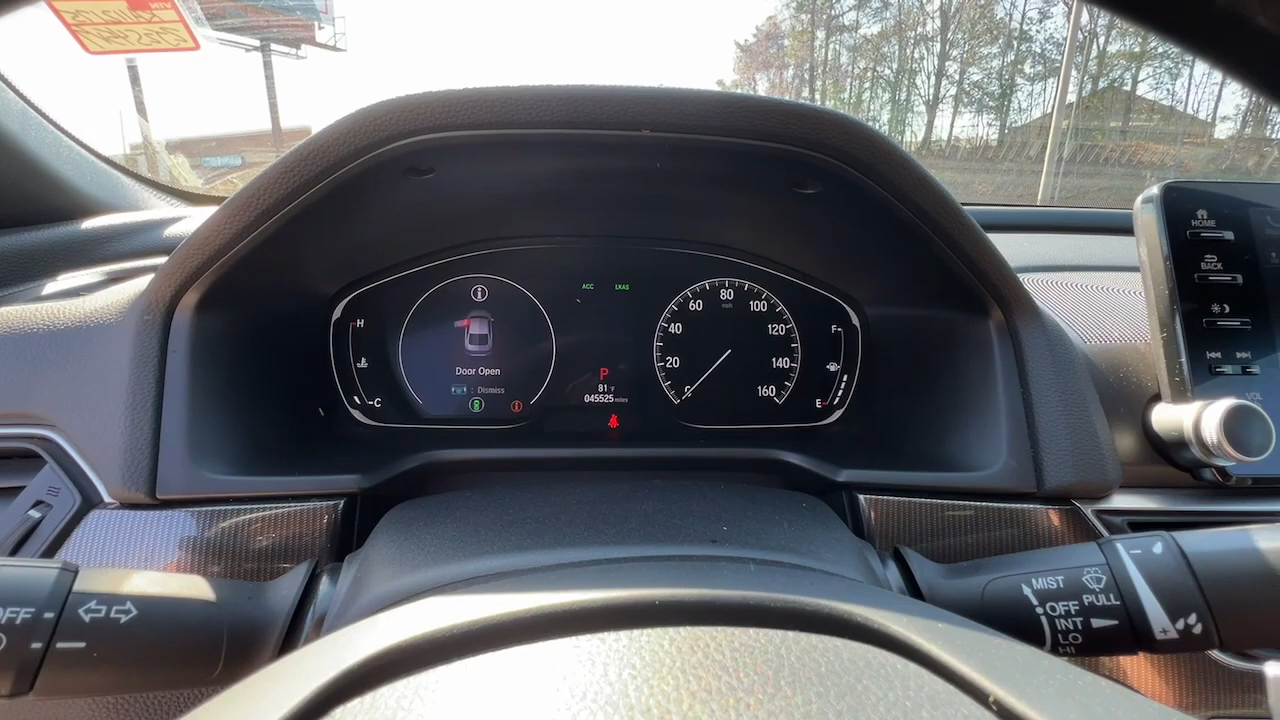 HOME
BACK
VOL
ACC LKAS
H
C
Door Open
: Dismiss
P
81 °F
045525 miles
20
40
60
80
100
120
140
160
mph
F
E
OFF
MIST
PULL
OFF
INT
LO
HI